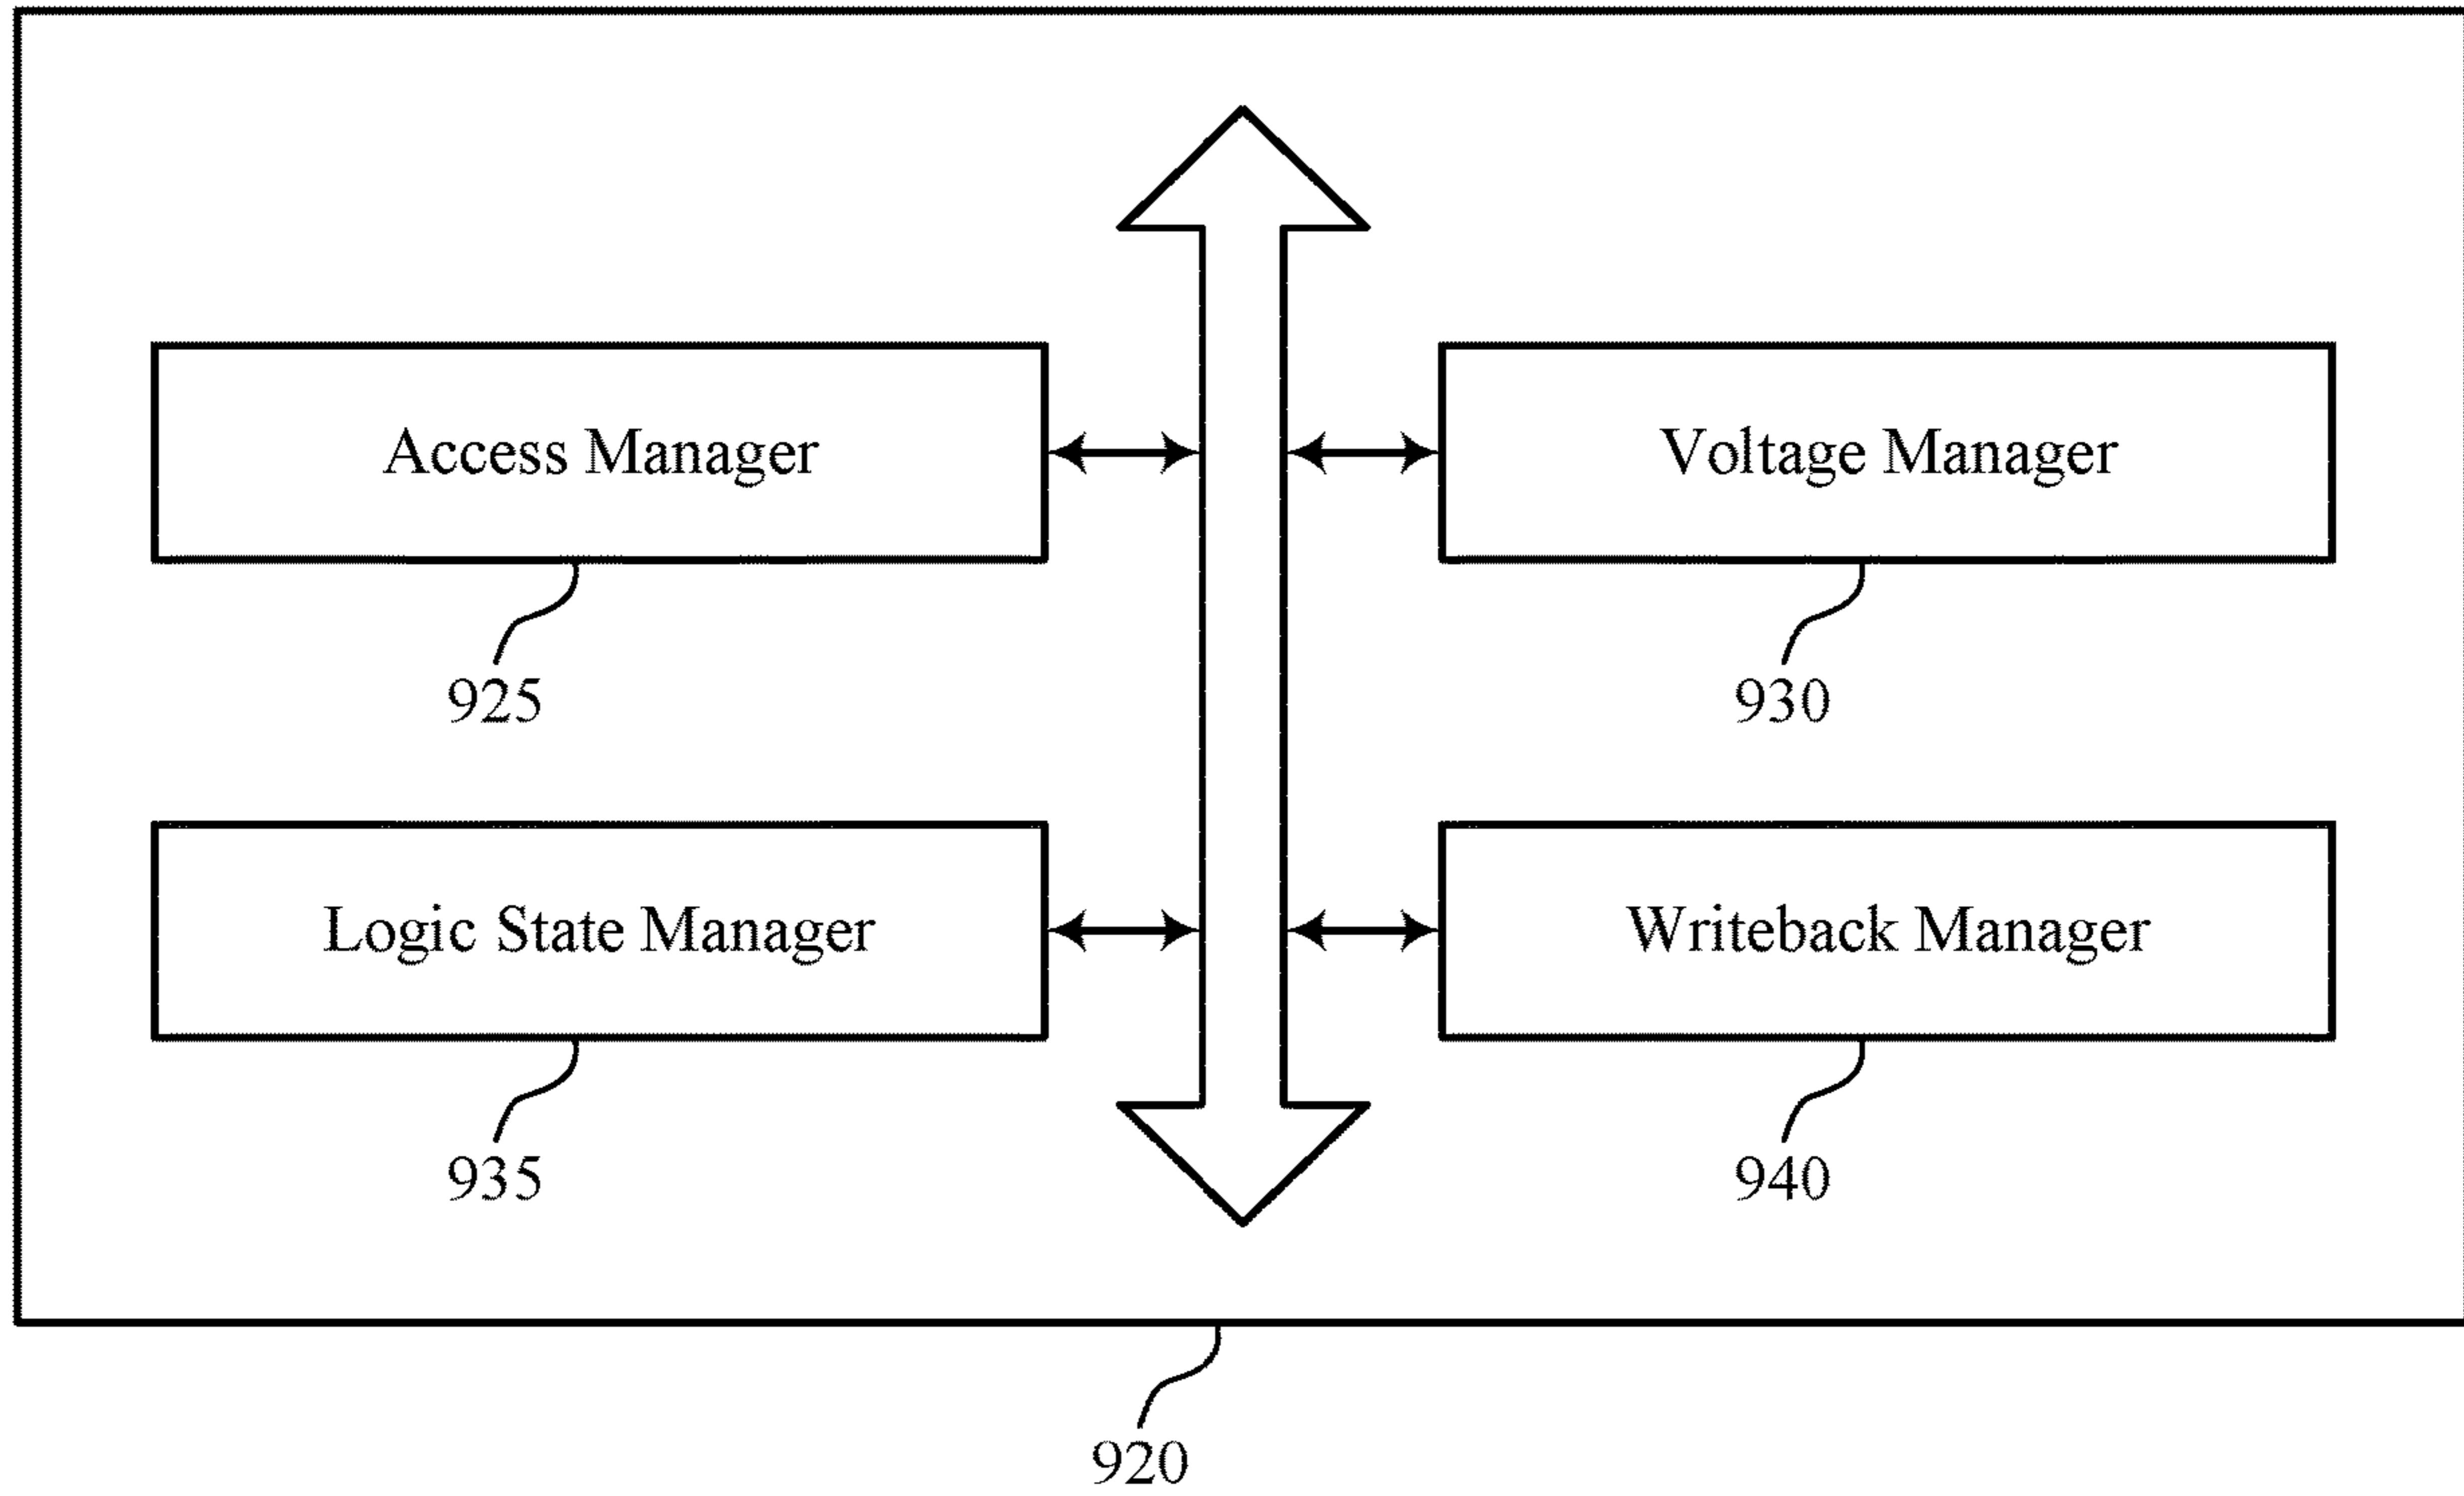 Access Manager
Voltage Manager
925
930
Logic State Manager
Writeback Manager
935
940
920